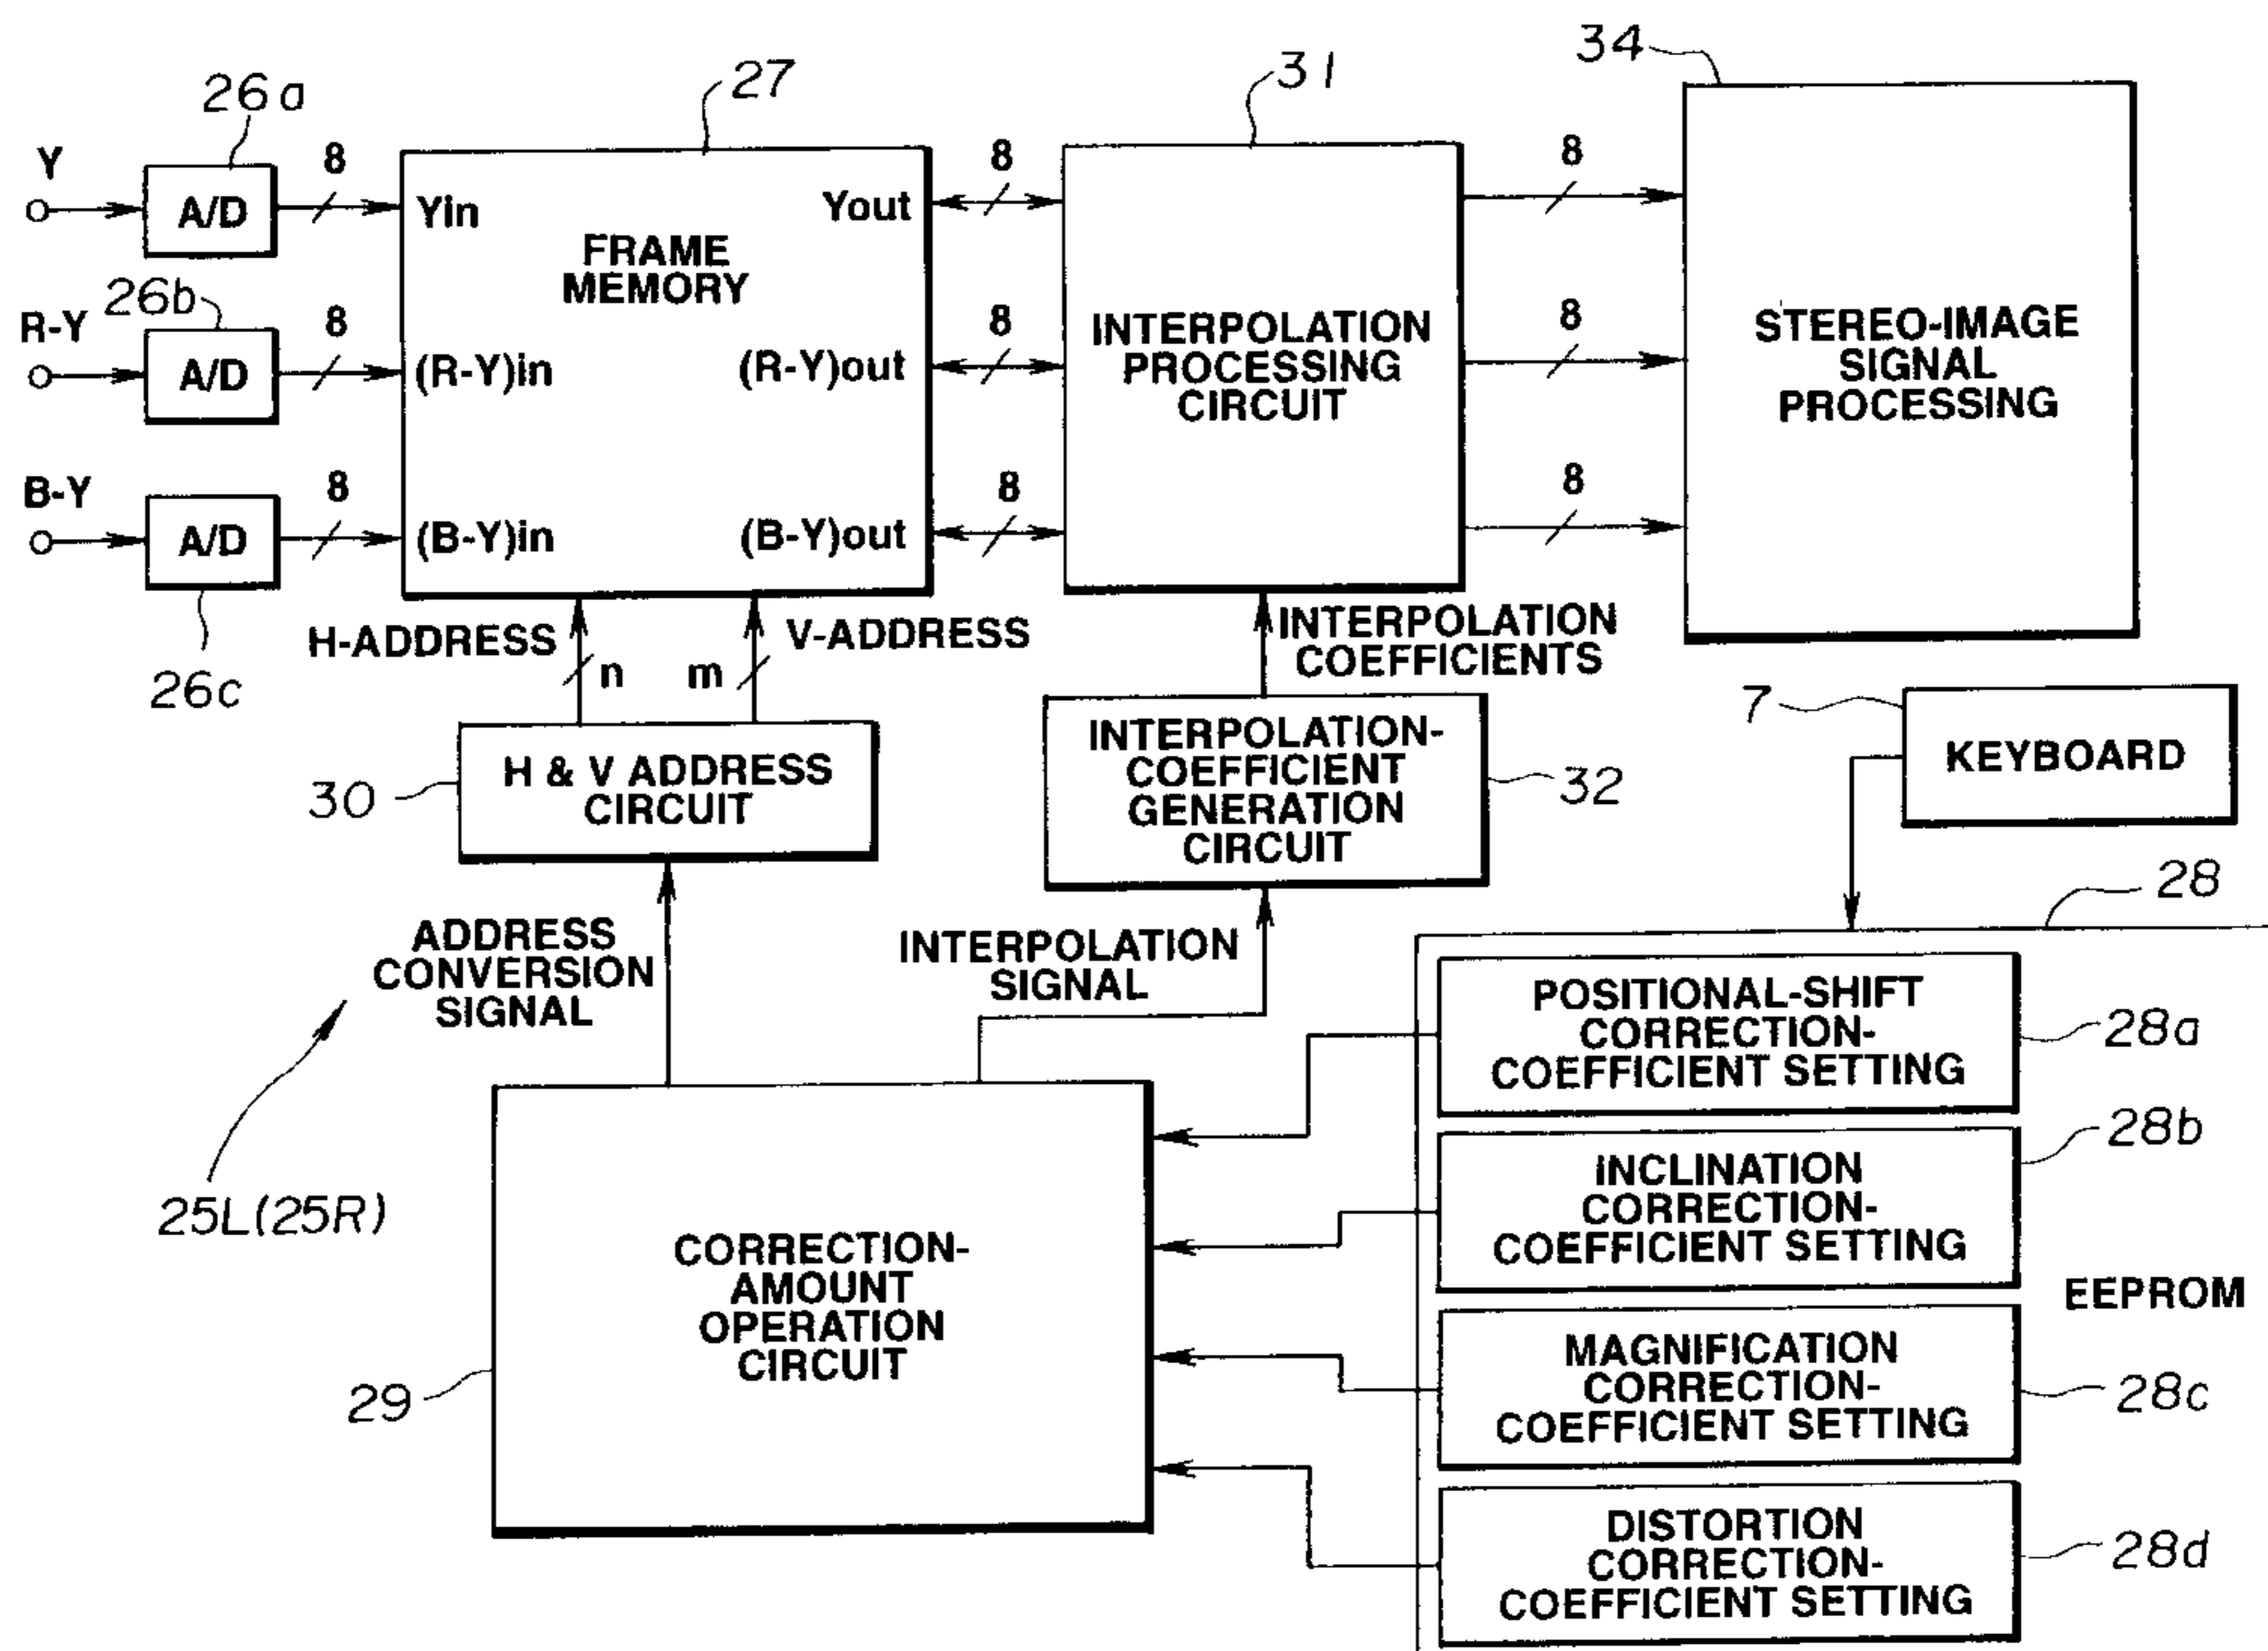 26a
27
31
34
Y
A/D
8
Yin
Yout
8
8
FRAME
MEMORY
26b
R-Y
A/D
8
(R-Y)in
(R-Y)out
8
INTERPOLATION
PROCESSING
CIRCUIT
8
STEREO-IMAGE
SIGNAL
PROCESSING
B-Y
A/D
8
(B-Y)in
(B-Y)out
8
8
26c
H-ADDRESS
n
m
V-ADDRESS
INTERPOLATION
COEFFICIENTS
30
H & V ADDRESS
CIRCUIT
INTERPOLATION-
COEFFICIENT
GENERATION
CIRCUIT
32
7
KEYBOARD
28
ADDRESS
CONVERSION
SIGNAL
INTERPOLATION
SIGNAL
25L(25R)
29
CORRECTION-
AMOUNT
OPERATION
CIRCUIT
POSITIONAL-SHIFT
CORRECTION-
COEFFICIENT SETTING
28a
INCLINATION
CORRECTION-
COEFFICIENT SETTING
28b
EEPROM
MAGNIFICATION
CORRECTION-
COEFFICIENT SETTING
28c
DISTORTION
CORRECTION-
COEFFICIENT SETTING
28d